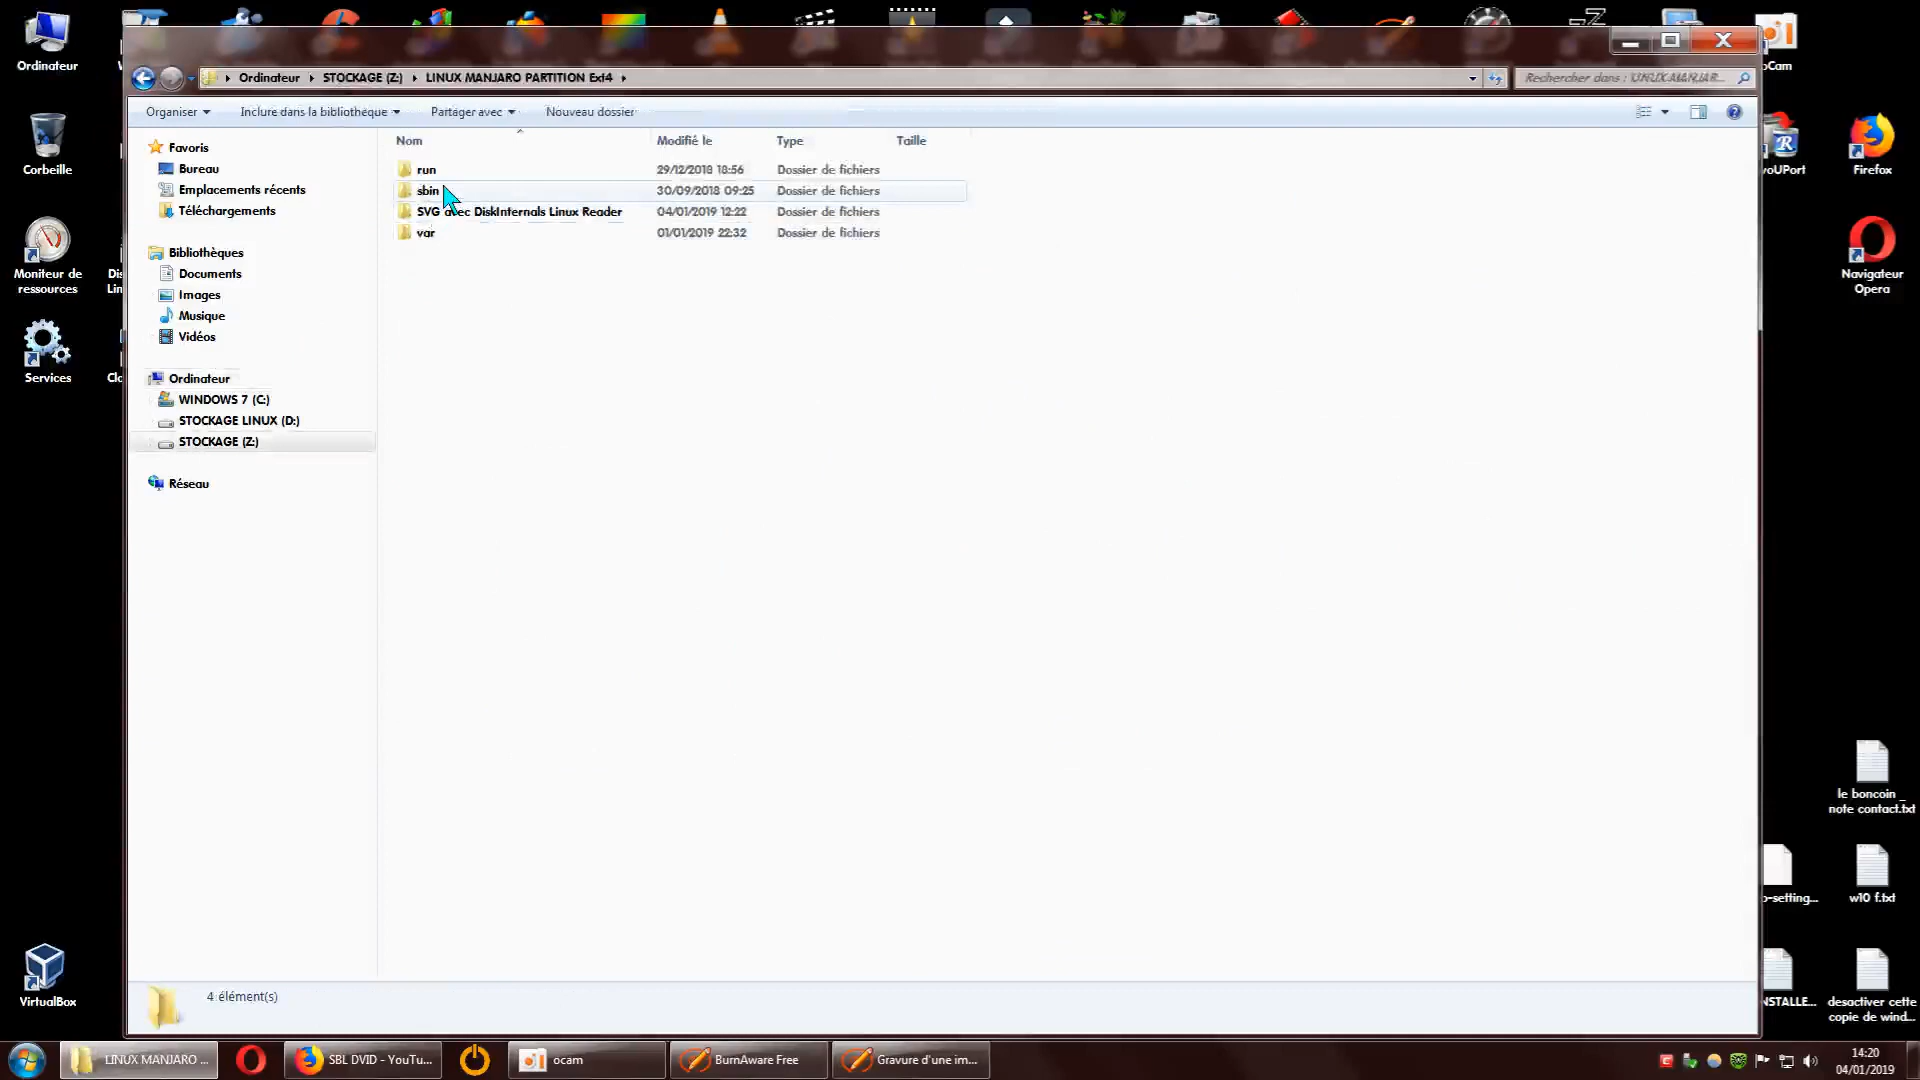 Ordinateur
Corbeille
Moniteur de
ressources
Services
VirtualBox
Ordinateur
STOCKAGE (Z:)
LINUX MANJARO PARTITION Ext4
Rechercher dans : LINUX MANJAR...
Organiser
Inclure dans la bibliothèque
Partager avec
Nouveau dossier
Favoris
Bureau
Emplacements récents
Téléchargements
Bibliothèques
Documents
Images
Musique
Vidéos
Ordinateur
WINDOWS 7 (C:)
STOCKAGE LINUX (D:)
STOCKAGE (Z:)
Réseau
Nom Modifié le Type Taille
run 29/12/2018 18:56 Dossier de fichiers
sbin 30/09/2018 09:25 Dossier de fichiers
SVG avec DiskInternals Linux Reader 04/01/2019 12:22 Dossier de fichiers
var 01/01/2019 22:32 Dossier de fichiers
4 élément(s)
Firefox
Navigateur
Opera
le boncoin _
note contact.txt
w10 f.txt
desactiver cette
copie de wind...
LINUX MANJARO ...
SBL DVID - YouTu...
ocam
BurnAware Free
Gravure d'une im...
14:20
04/01/2019